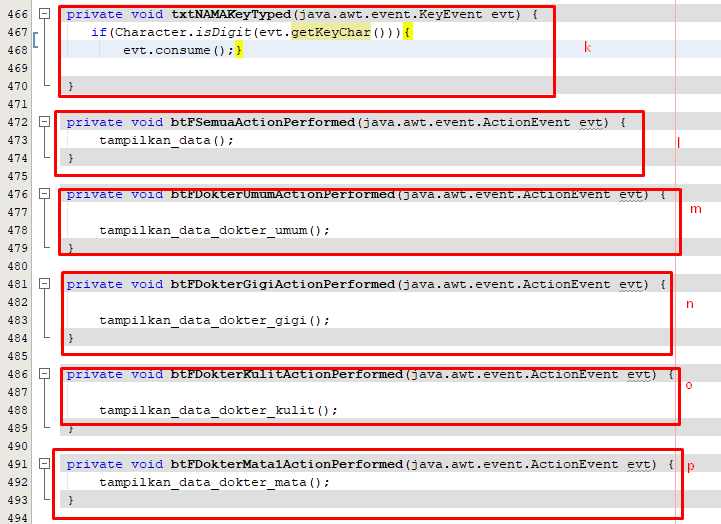 466 private void txtNAMAKeyTyped(java.awt.event.KeyEvent evt) {
467 if(Character.isDigit(evt.getKeyChar())){
468 evt.consume();} k
469
470 }
471
472 private void btFSemuaActionPerformed(java.awt.event.ActionEvent evt) {
473 tampilkan_data(); l
474 }
475
476 private void btFDokterUmumActionPerformed(java.awt.event.ActionEvent evt) {
477 m
478 tampilkan_data_dokter_umum();
479 }
480
481 private void btFDokterGigiActionPerformed(java.awt.event.ActionEvent evt) {
482 n
483 tampilkan_data_dokter_gigi();
484 }
485
486 private void btFDokterKulitActionPerformed(java.awt.event.ActionEvent evt) {
487 o
488 tampilkan_data_dokter_kulit();
489 }
490
491 private void btFDokterMata1ActionPerformed(java.awt.event.ActionEvent evt) { p
492 tampilkan_data_dokter_mata();
493 }
494